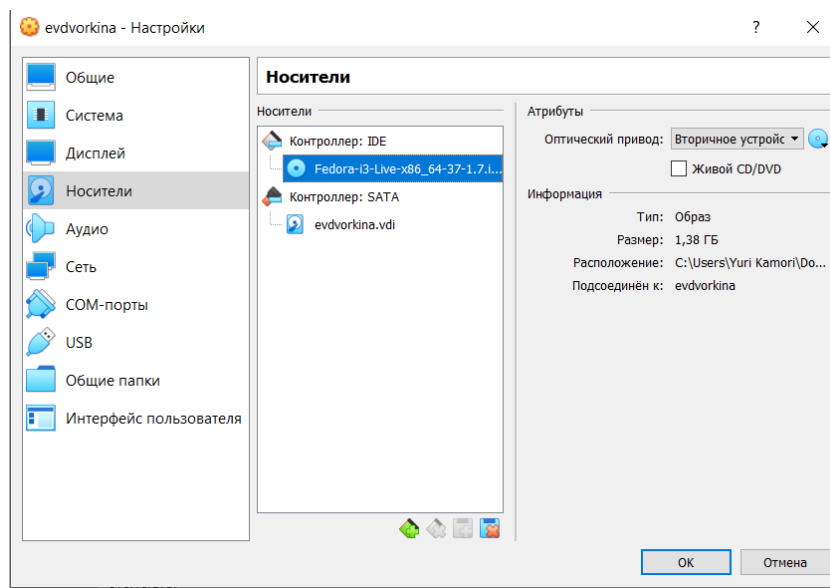 evdvorkina - Настройки
?
Общие
Система
Дисплей
Носители
Аудио
Сеть
COM-порты
USB
Общие папки
Интерфейс пользователя
Носители
Носители
Контроллер: IDE
Fedora-i3-Live-x86_64-37-1.7.i...
Контроллер: SATA
evdvorkina.vdi
Атрибуты
Оптический привод: Вторичное устройс
Живой CD/DVD
Информация
Тип: Образ
Размер: 1,38 ГБ
Расположение: C:\Users\Yuri Kamori\Do...
Подсоединён к: evdvorkina
OK
Отмена